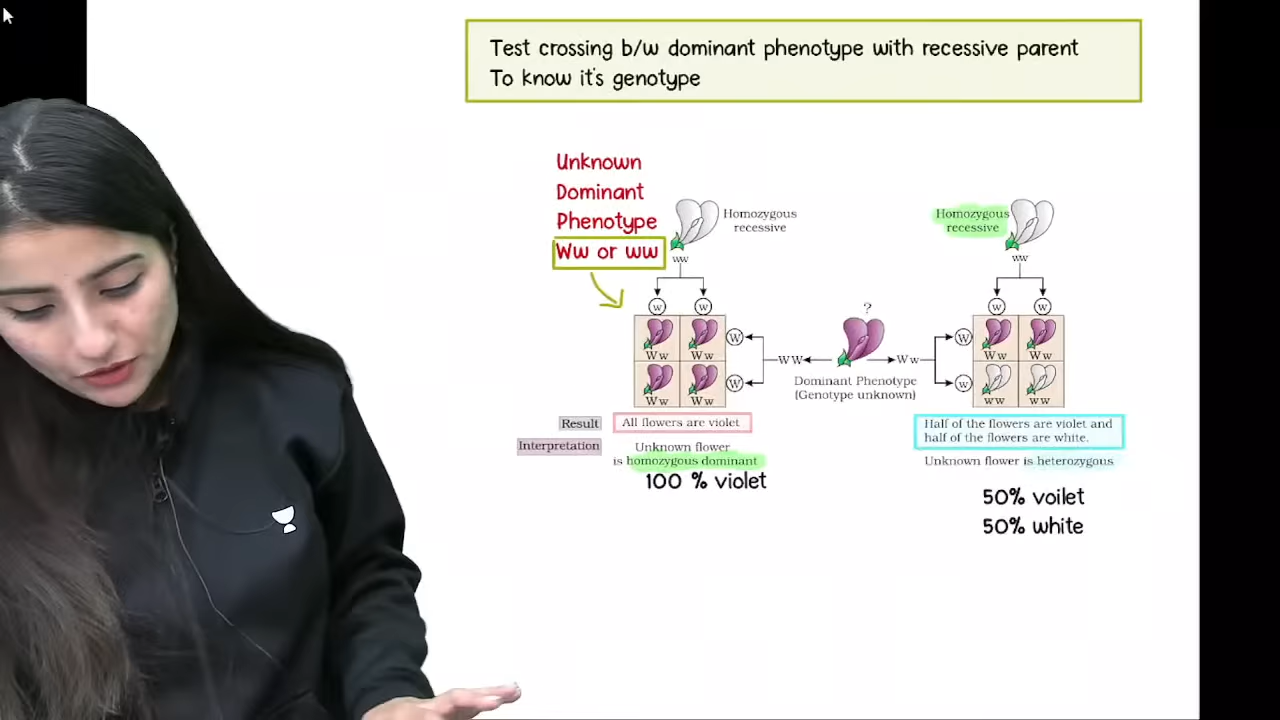 Test crossing b/w dominant phenotype with recessive parent
To know it's genotype
Unknown
Dominant
Phenotype
Ww or ww
Homozygous
recessive
ww
w w
Ww Ww
Ww Ww
W
W
WW
?
Dominant Phenotype
(Genotype unknown)
Ww
Homozygous
recessive
ww
w w
W
w
Ww Ww
ww ww
Result
All flowers are violet
Interpretation
Unknown flower
is homozygous dominant
100 % violet
Half of the flowers are violet and
half of the flowers are white.
Unknown flower is heterozygous
50% voilet
50% white